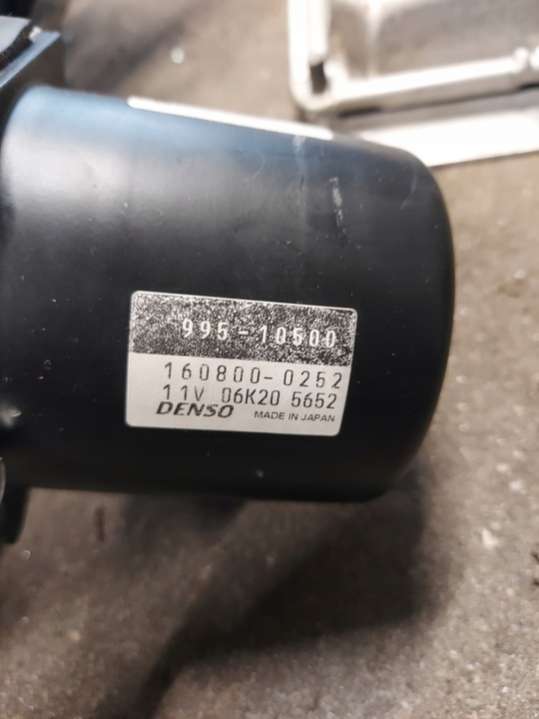 995-10500
160800-0252
11V 06K20 5652
DENSO MADE IN JAPAN